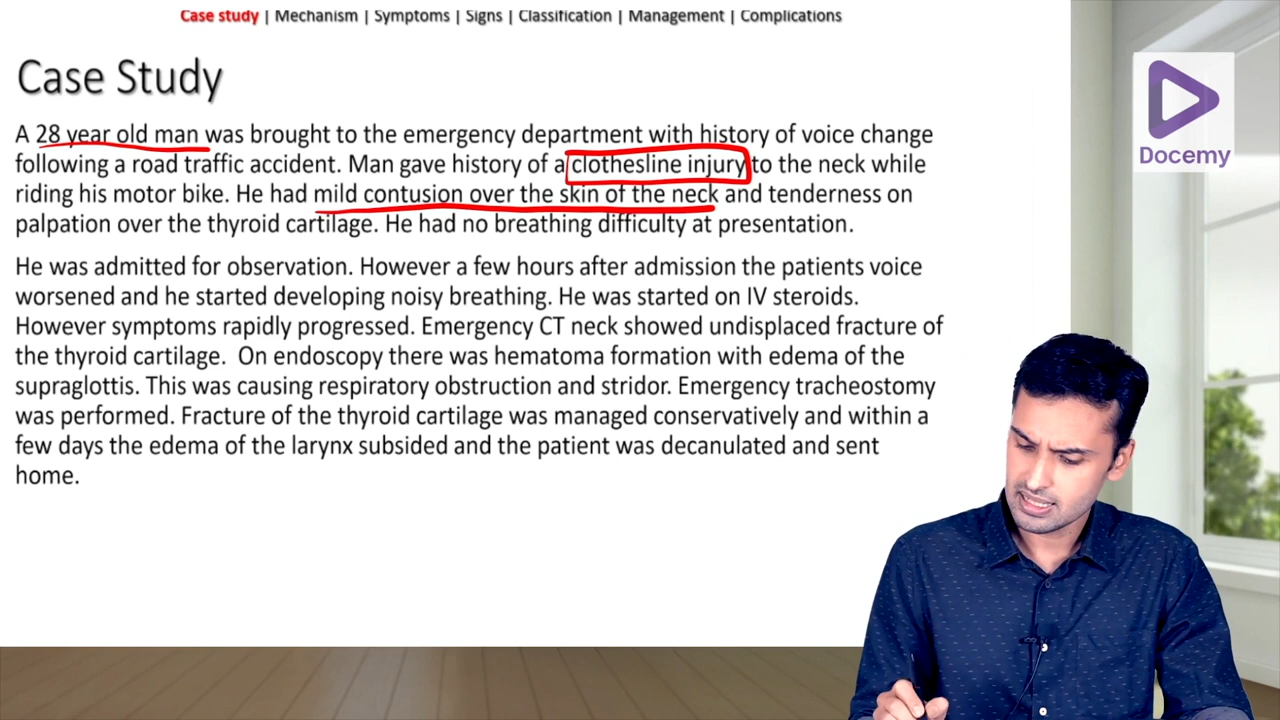 Case study | Mechanism | Symptoms | Signs | Classification | Management | Complications
Case Study
A 28 year old man was brought to the emergency department with history of voice change
following a road traffic accident. Man gave history of a clothesline injury to the neck while
riding his motor bike. He had mild contusion over the skin of the neck and tenderness on
palpation over the thyroid cartilage. He had no breathing difficulty at presentation.
He was admitted for observation. However a few hours after admission the patients voice
worsened and he started developing noisy breathing. He was started on IV steroids.
However symptoms rapidly progressed. Emergency CT neck showed undisplaced fracture of
the thyroid cartilage. On endoscopy there was hematoma formation with edema of the
supraglottis. This was causing respiratory obstruction and stridor. Emergency tracheostomy
was performed. Fracture of the thyroid cartilage was managed conservatively and within a
few days the edema of the larynx subsided and the patient was decanulated and sent
home.
Docemy